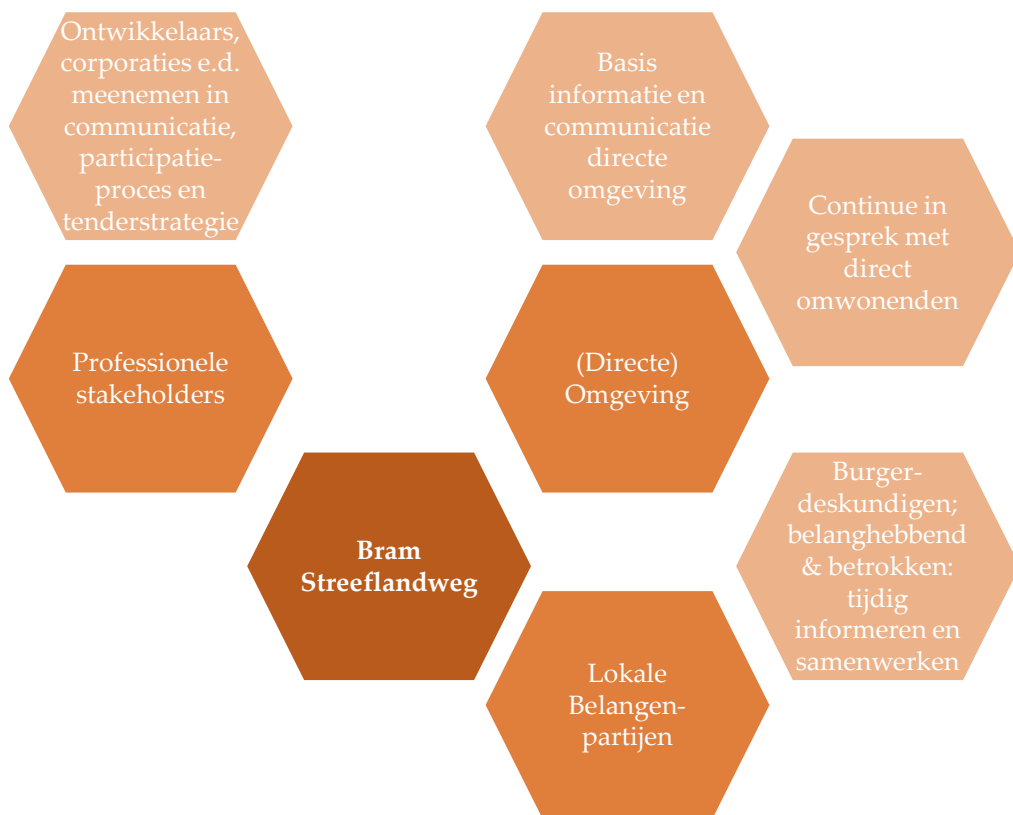 Ontwikkelaars,
corporaties e.d.
meenemen in
communicatie,
participatie-
proces en
tenderstrategie
Basis
informatie en
communicatie
directe
omgeving
Continue in
gesprek met
direct
omwonenden
Professionele
stakeholders
(Directe)
Omgeving
Bram
Streeflandweg
Burger-
deskundigen;
belanghebbend
& betrokken:
tijdig
informeren en
samenwerken
Lokale
Belangen-
partijen